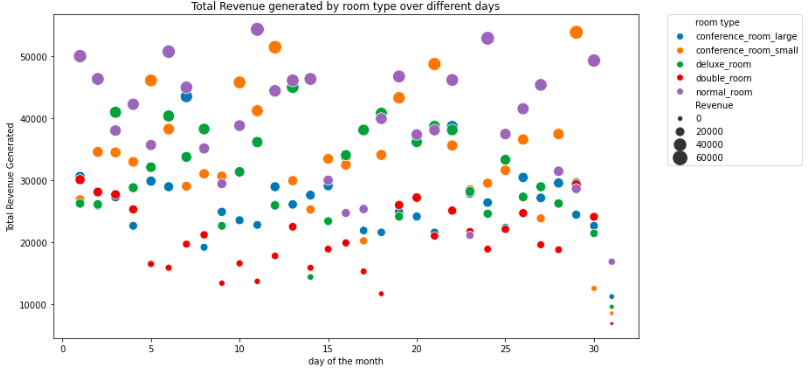 Total Revenue generated by room type over different days
room type
conference_room_large
conference_room_small
deluxe_room
double_room
normal_room
Revenue
0
20000
40000
60000
Total Revenue Generated
50000
40000
30000
20000
10000
0 5 10 15 20 25 30
day of the month